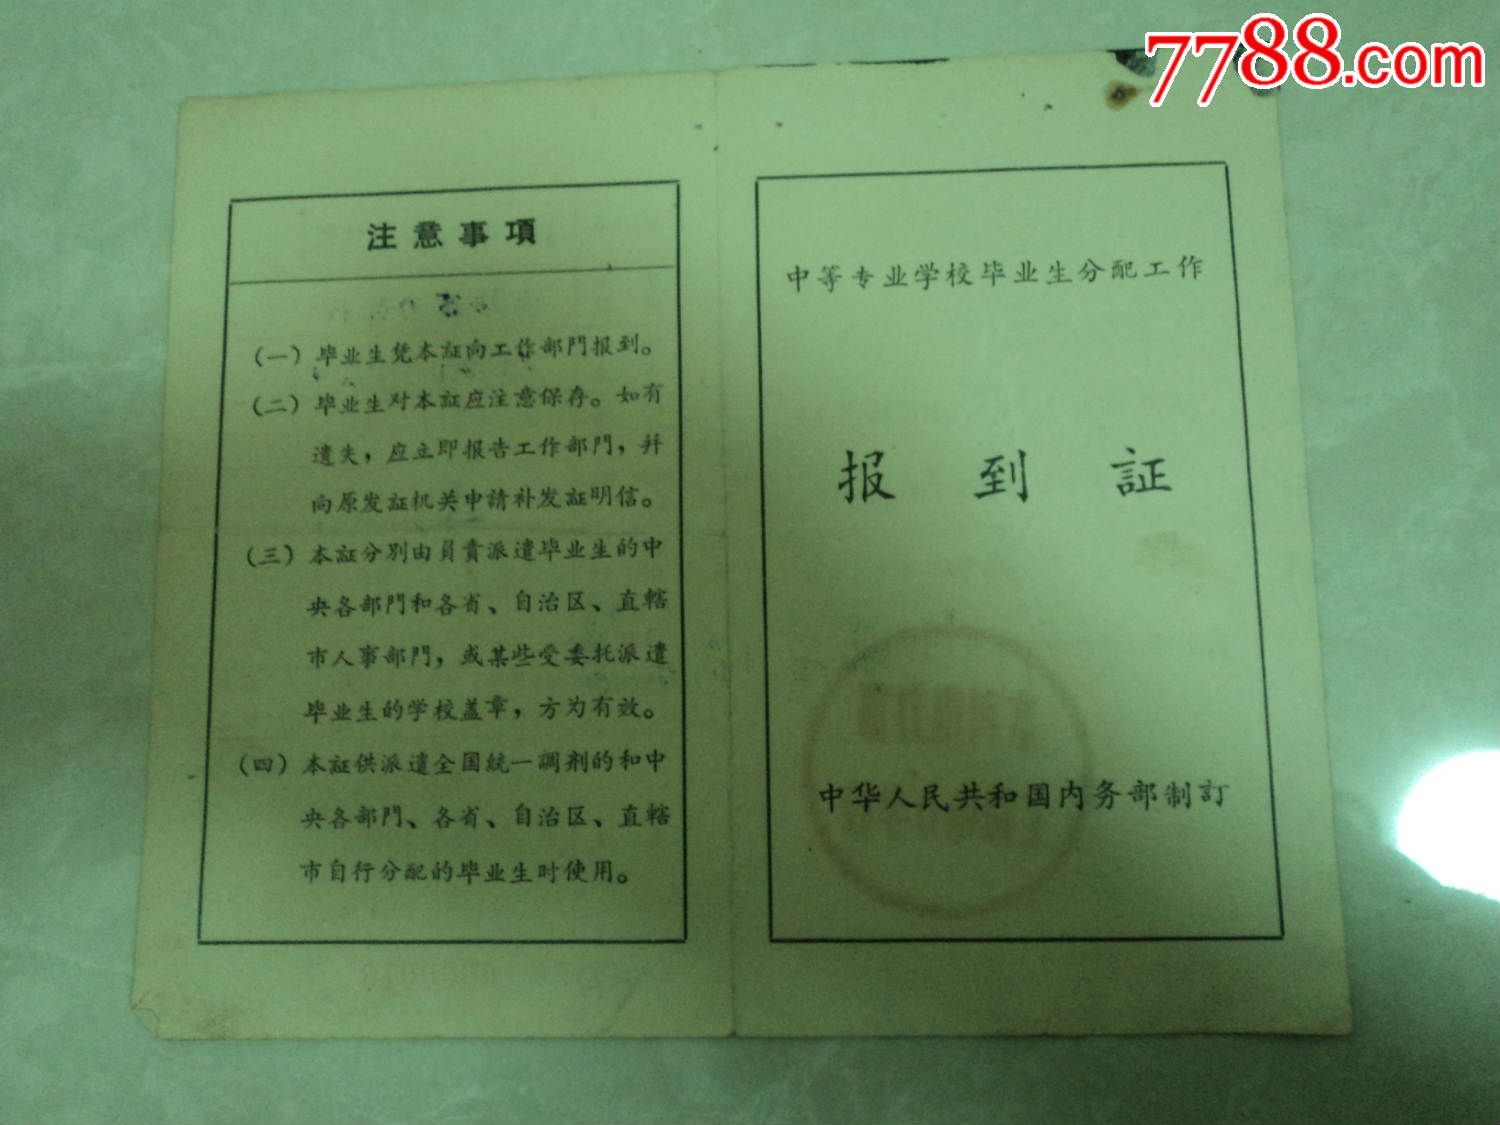 7788.com
注意事項
(一) 毕业生凭本証向工作部門报到。
(二) 毕业生对本証应注意保存。如有
遺失，应立即报告工作部門，幷
向原发証机关申請补发証明信。
(三) 本証分別由負責派遣毕业生的中
央各部門和各省、自治区、直轄
市人事部門，或某些受委托派遣
毕业生的学校盖章，方为有效。
(四) 本証供派遣全国統一調剂的和中
央各部門、各省、自治区、直轄
市自行分配的毕业生时使用。
中等专业学校毕业生分配工作
报到証
中华人民共和国内务部制訂